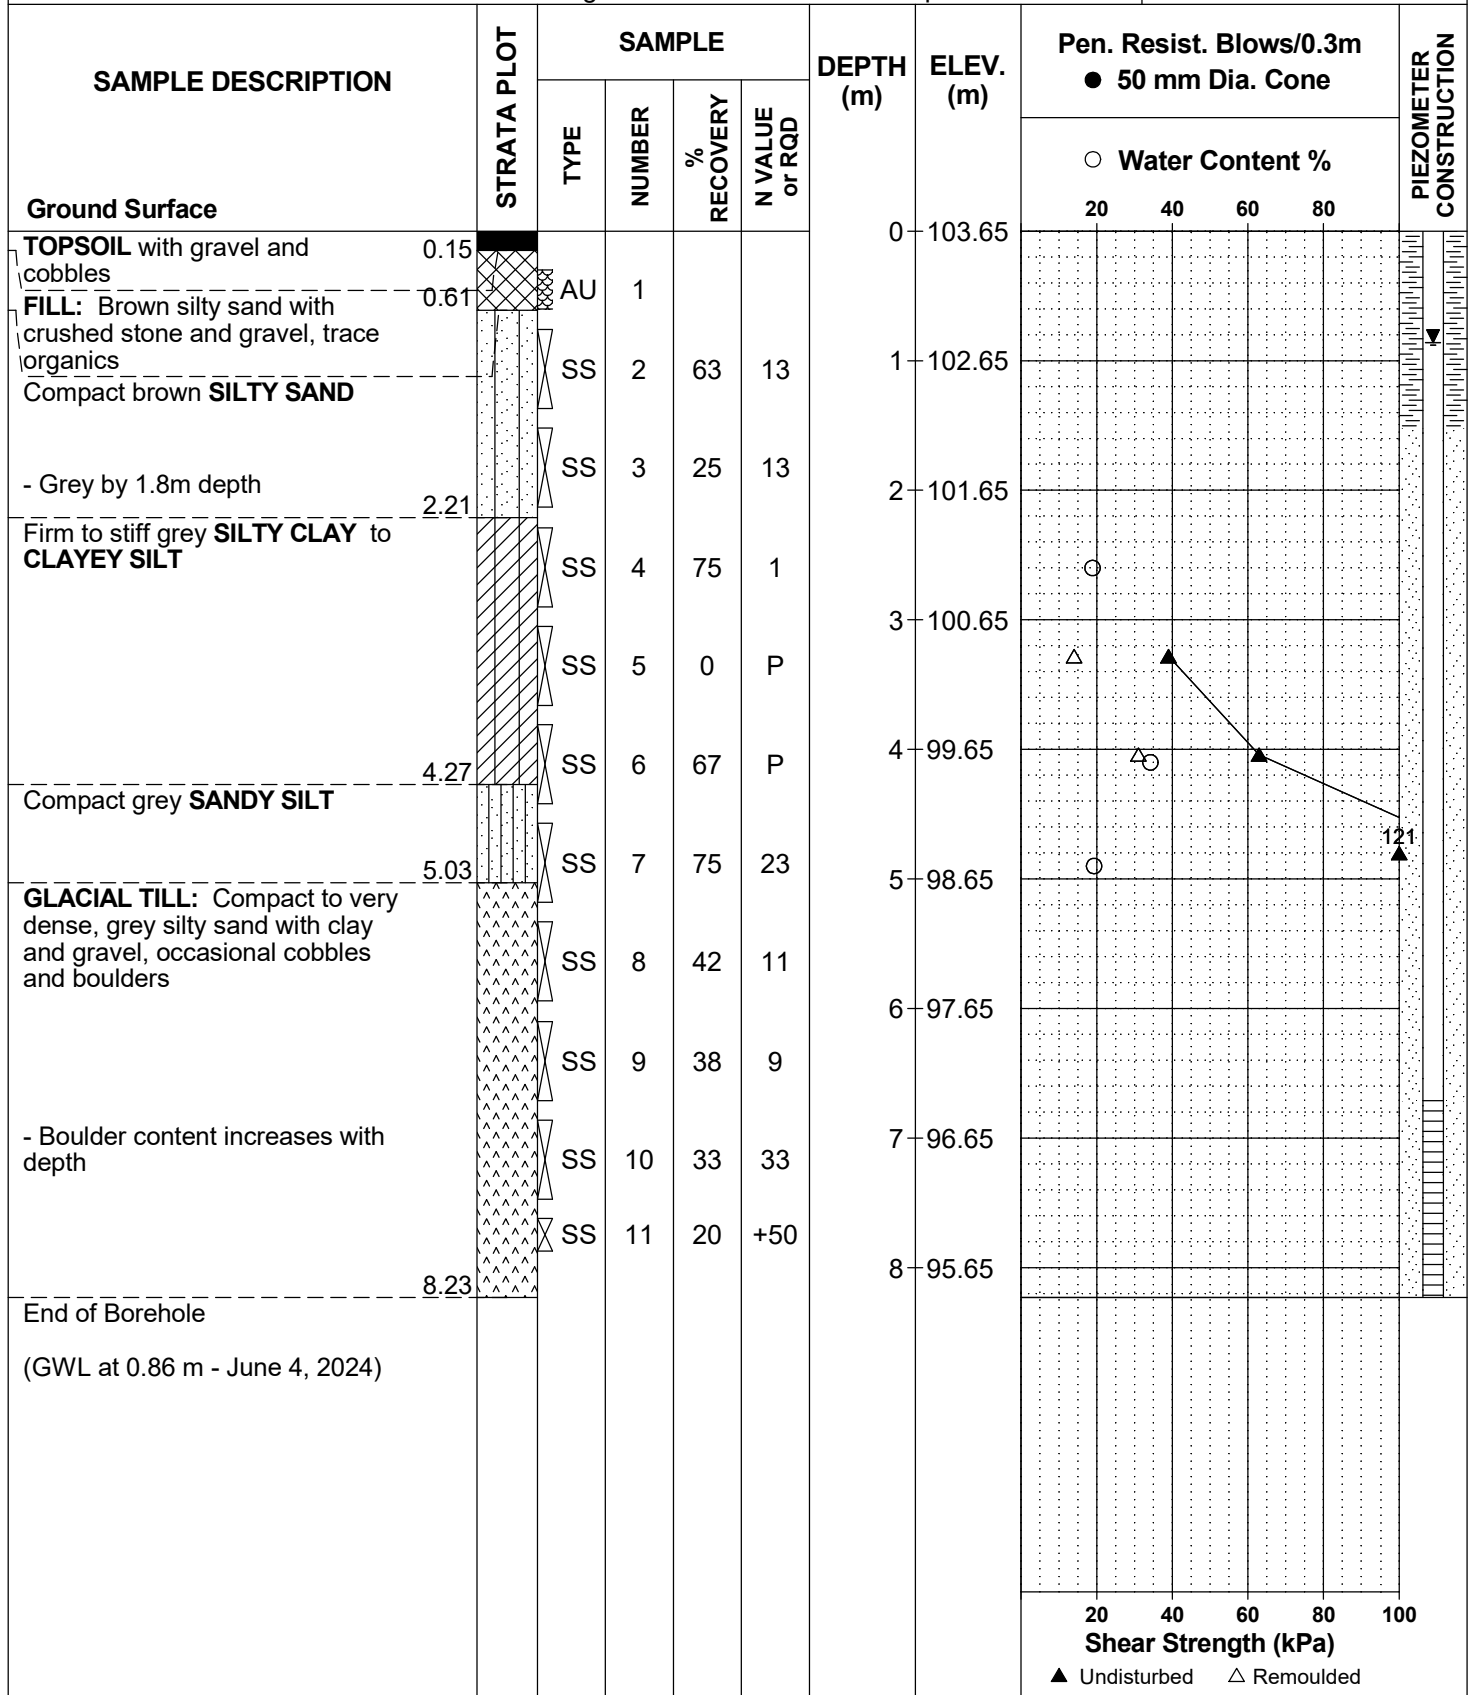 SAMPLE DESCRIPTION
STRATA PLOT
SAMPLE
TYPE
NUMBER
%
RECOVERY
N VALUE
or RQD
DEPTH
(m)
ELEV.
(m)
Pen. Resist. Blows/0.3m
● 50 mm Dia. Cone
○ Water Content %
20 40 60 80
PIEZOMETER
CONSTRUCTION
Ground Surface
0 103.65
TOPSOIL with gravel and
cobbles
0.15
AU 1
FILL: Brown silty sand with
crushed stone and gravel, trace
organics
0.61
SS 2 63 13
1 102.65
Compact brown SILTY SAND
SS 3 25 13
- Grey by 1.8m depth
2 101.65
2.21
Firm to stiff grey SILTY CLAY to
CLAYEY SILT
SS 4 75 1
3 100.65
SS 5 0 P
4 99.65
SS 6 67 P
4.27
Compact grey SANDY SILT
121
SS 7 75 23
5.03
5 98.65
GLACIAL TILL: Compact to very
dense, grey silty sand with clay
and gravel, occasional cobbles
and boulders
SS 8 42 11
6 97.65
SS 9 38 9
- Boulder content increases with
depth
7 96.65
SS 10 33 33
SS 11 20 +50
8 95.65
8.23
End of Borehole
(GWL at 0.86 m - June 4, 2024)
20 40 60 80 100
Shear Strength (kPa)
▲ Undisturbed △ Remoulded